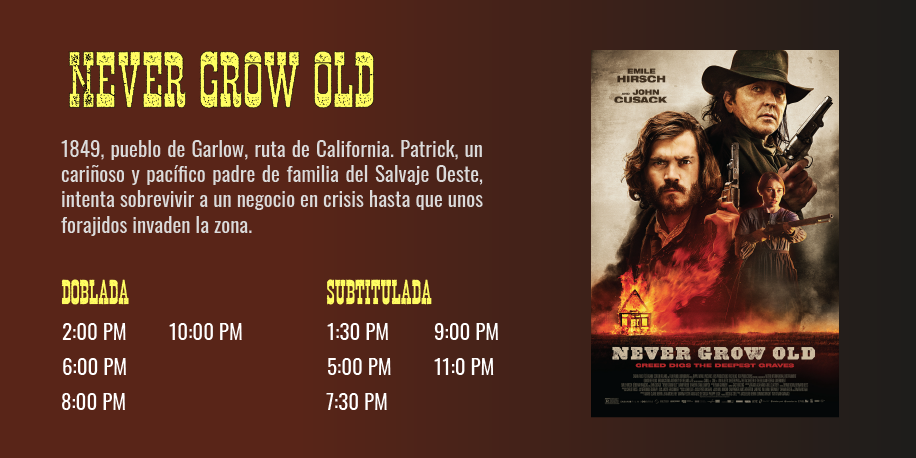 NEVER GROW OLD
1849, pueblo de Garlow, ruta de California. Patrick, un
cariñoso y pacífico padre de familia del Salvaje Oeste,
intenta sobrevivir a un negocio en crisis hasta que unos
forajidos invaden la zona.
DOBLADA
2:00 PM 10:00 PM
6:00 PM
8:00 PM
SUBTITULADA
1:30 PM 9:00 PM
5:00 PM 11:0 PM
7:30 PM
EMILE
HIRSCH
AND JOHN
CUSACK
NEVER GROW OLD
GREED DIGS THE DEEPEST GRAVES